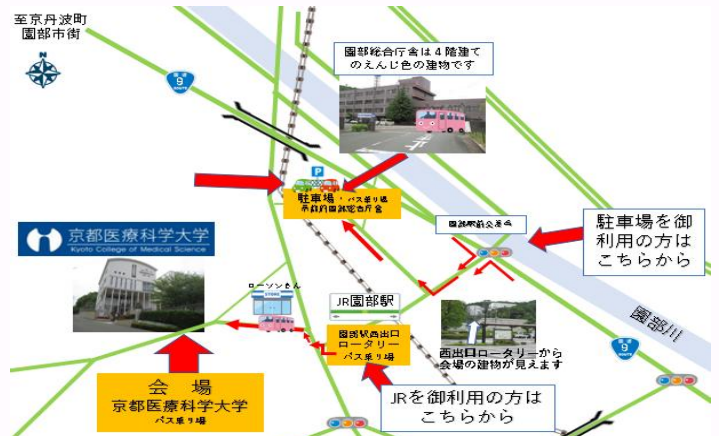 至京丹波町
園部市街
N
国道
9
ROUTE
園部総合庁舎は4階建て
のえんじ色の建物です
P
駐車場・バス乗り場
京都府園部総合庁舎
園部駅前交差点
駐車場を御
利用の方は
こちらから
京都医療科学大学
Kyoto College of Medical Science
ローソンさん
JR園部駅
園部駅西出口
ロータリー
バス乗り場
西出口ロータリーから
会場の建物が見えます
園部川
国道
9
ROUTE
会 場
京都医療科学大学
バス乗り場
JRを御利用の方は
こちらから